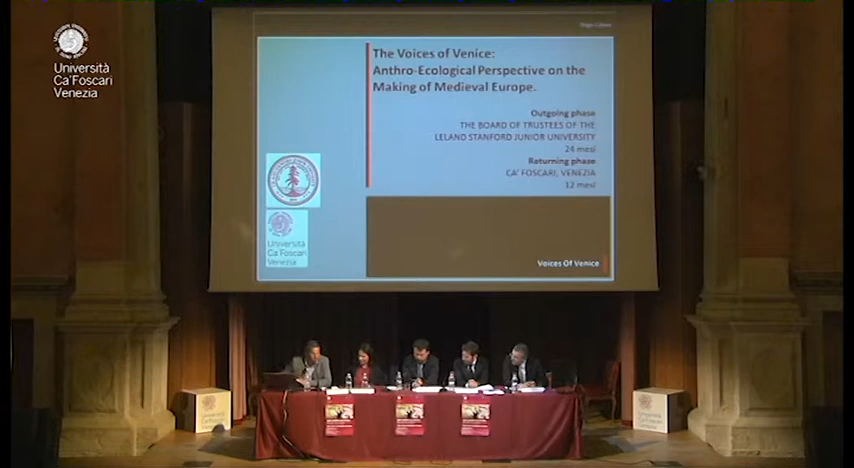 Università
Ca'Foscari
Venezia
The Voices of Venice:
Anthro-Ecological Perspective on the
Making of Medieval Europe.
Outgoing phase
THE BOARD OF TRUSTEES OF THE
LELAND STANFORD JUNIOR UNIVERSITY
24 mesi
Returning phase
CA' FOSCARI, VENEZIA
12 mesi
Università
Ca'Foscari
Venezia
Voices Of Venice